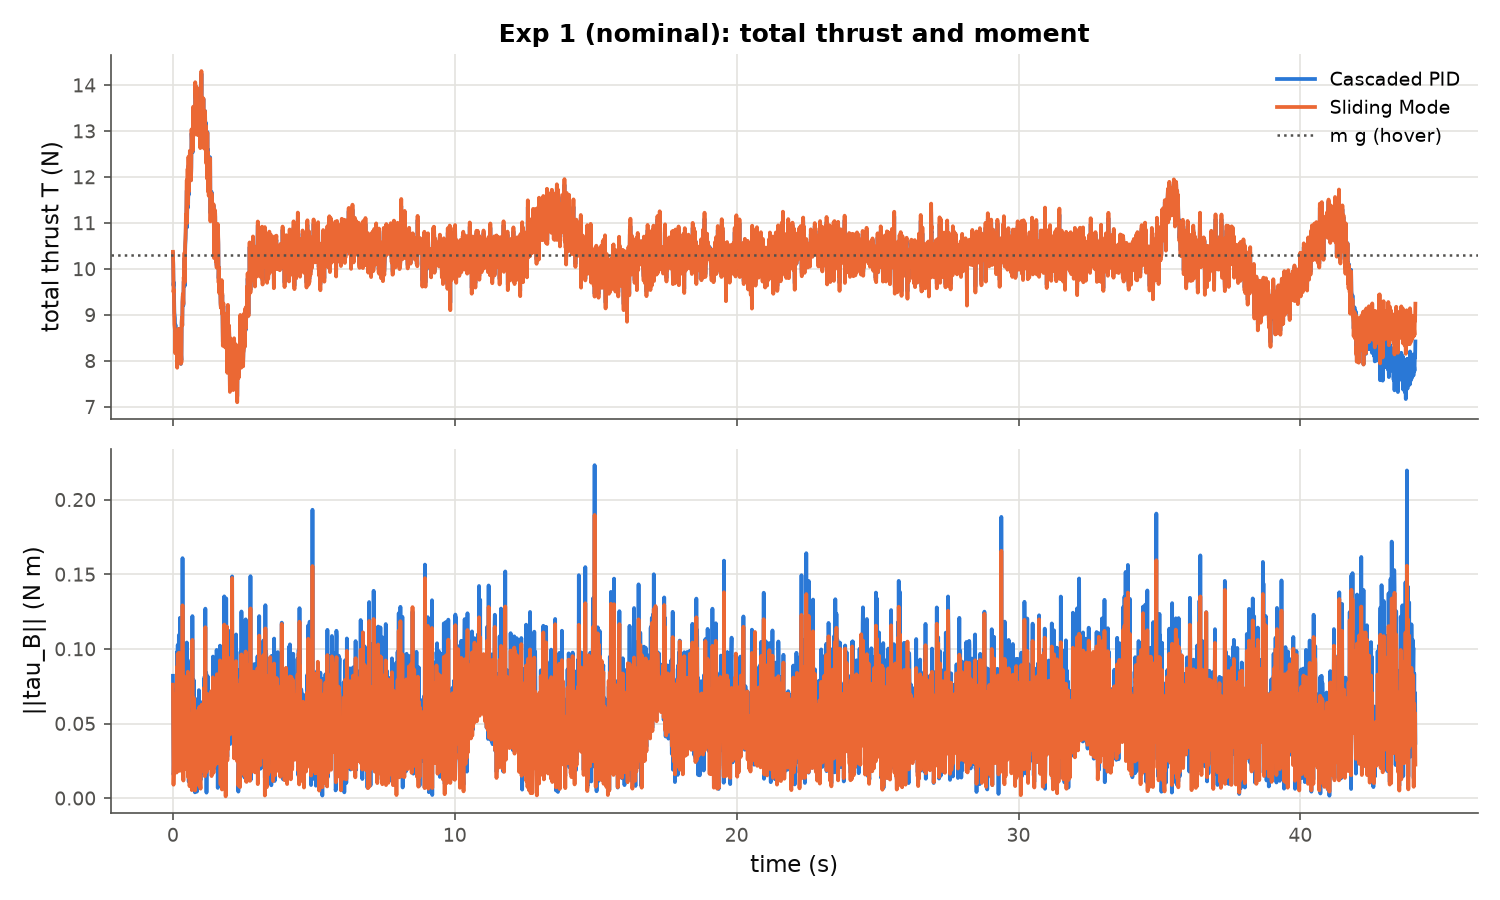 Exp 1 (nominal): total thrust and moment
Cascaded PID
Sliding Mode
m g (hover)
total thrust T (N)
14
13
12
11
10
9
8
7
||tau_B|| (N m)
0.20
0.15
0.10
0.05
0.00
0 10 20 30 40
time (s)